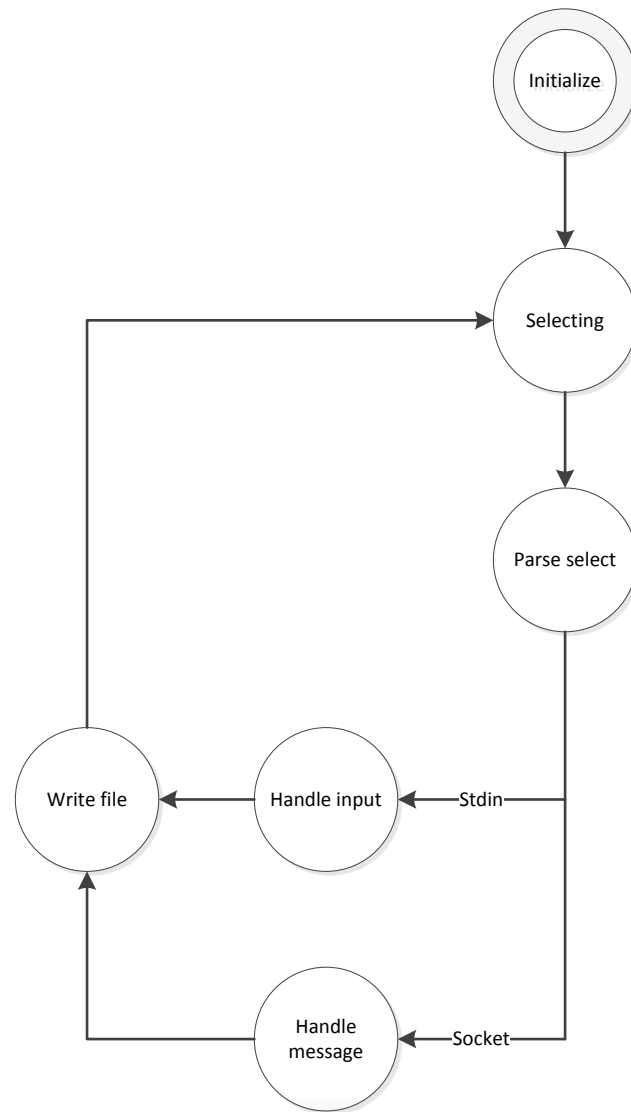 Initialize
Selecting
Parse select
Write file
Handle input
Stdin
Handle
message
Socket